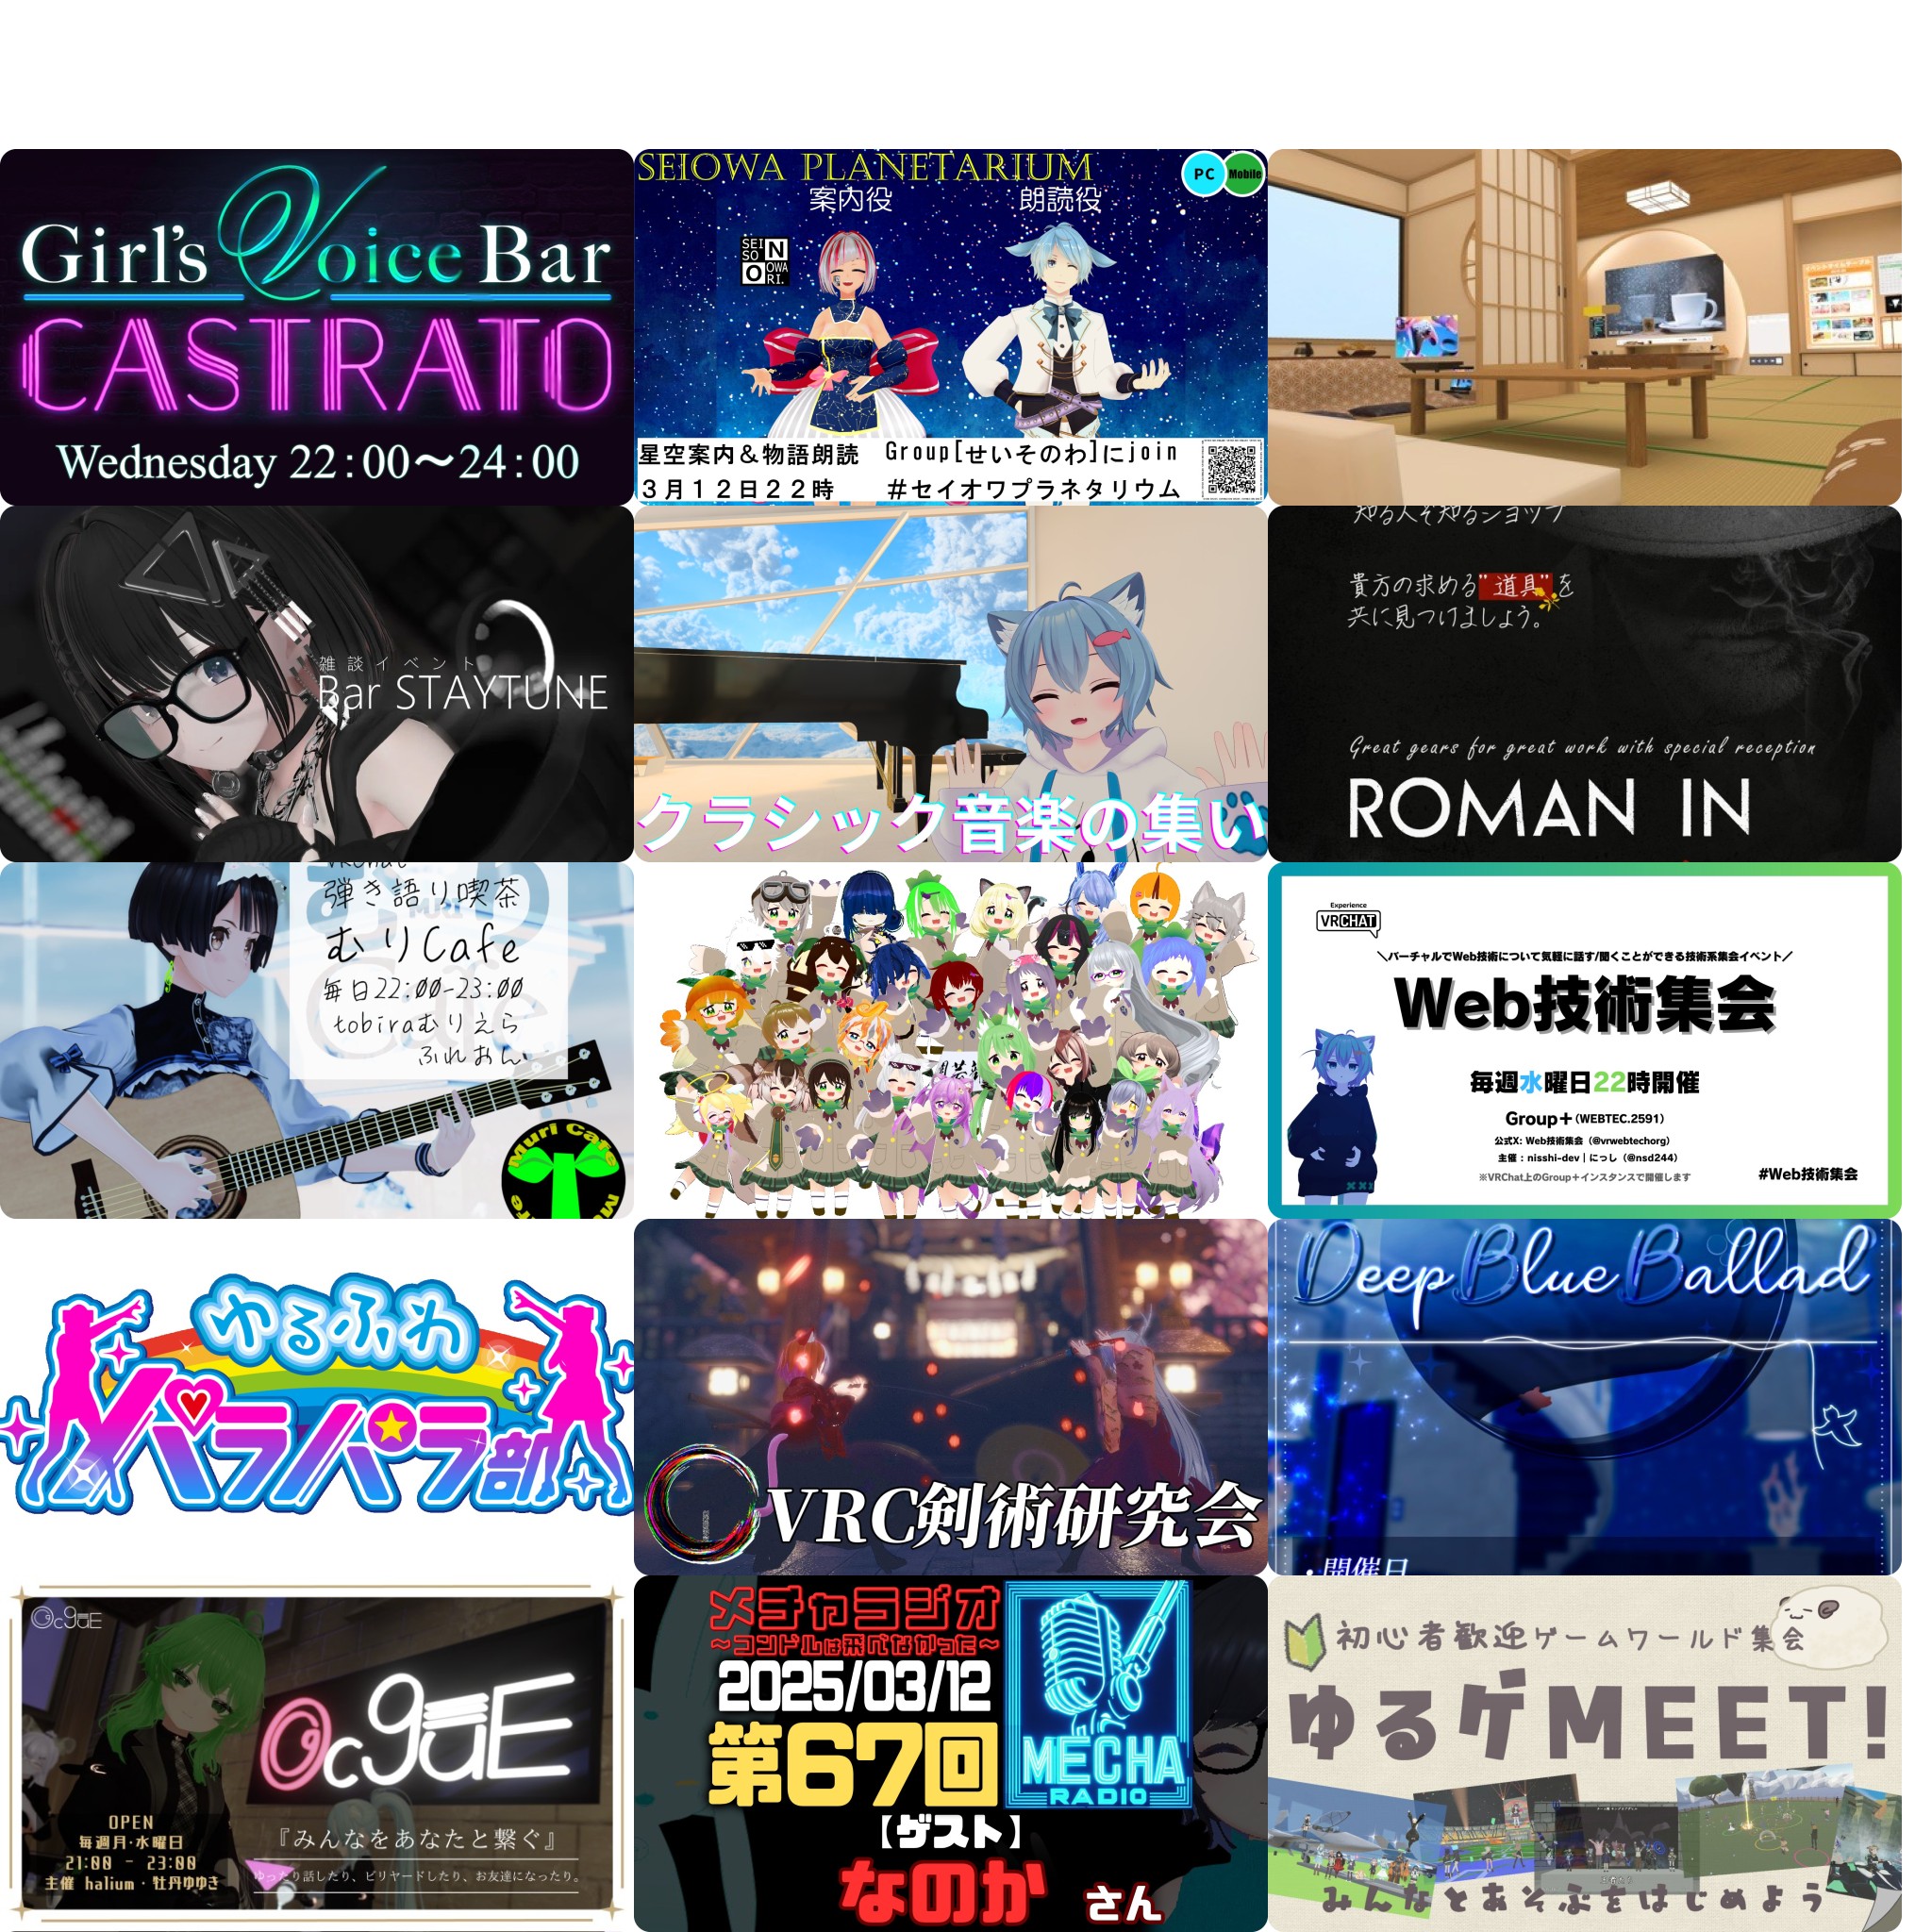 Girl's Voice Bar
CASTRATO
Wednesday 22:00〜24:00
SEIOWA PLANETARIUM
PC Mobile
案内役 朗読役
SEI
SO
N
O
OWA
RI.
星空案内&物語朗読 Group[せいそのわ]にjoin
3月12日22時 #セイオワプラネタリウム
雑談イベント
Bar STAYTUNE
クラシック音楽の集い
知る人ぞ知るショップ
貴方の求める"道具"を
共に見つけましょう。
Great gears for great work with special reception
ROMAN IN
VRChat
弾き語り喫茶
むりCafe
毎日22:00-23:00
tobiraむりえら
ふれおん
Muri Cafe
Experience
VRCHAT
\バーチャルでWeb技術について気軽に話す/聞くことができる技術系集会イベント/
Web技術集会
毎週水曜日22時開催
Group+(WEBTEC.2591)
公式X: Web技術集会(@vrwebtechorg)
主催:nisshi-dev|にっし(@nsd244)
※VRChat上のGroup+インスタンスで開催します
#Web技術集会
ゆるふわ
パラパラ部
VRC剣術研究会
Deep Blue Ballad
・開催日
OcguE
OcguE
OPEN
毎週月・水曜日
21:00 - 23:00
主催 halium・牡丹ゆゆき
『みんなをあなたと繋ぐ』
ゆったり話したり、ビリヤードしたり、お友達になったり。
メチャラジオ
〜コンドルは飛べなかった〜
2025/03/12
第67回
MECHA
RADIO
【ゲスト】
なのか さん
初心者歓迎ゲームワールド集会
ゆるゲMEET!
みんなとあそぶをはじめよう